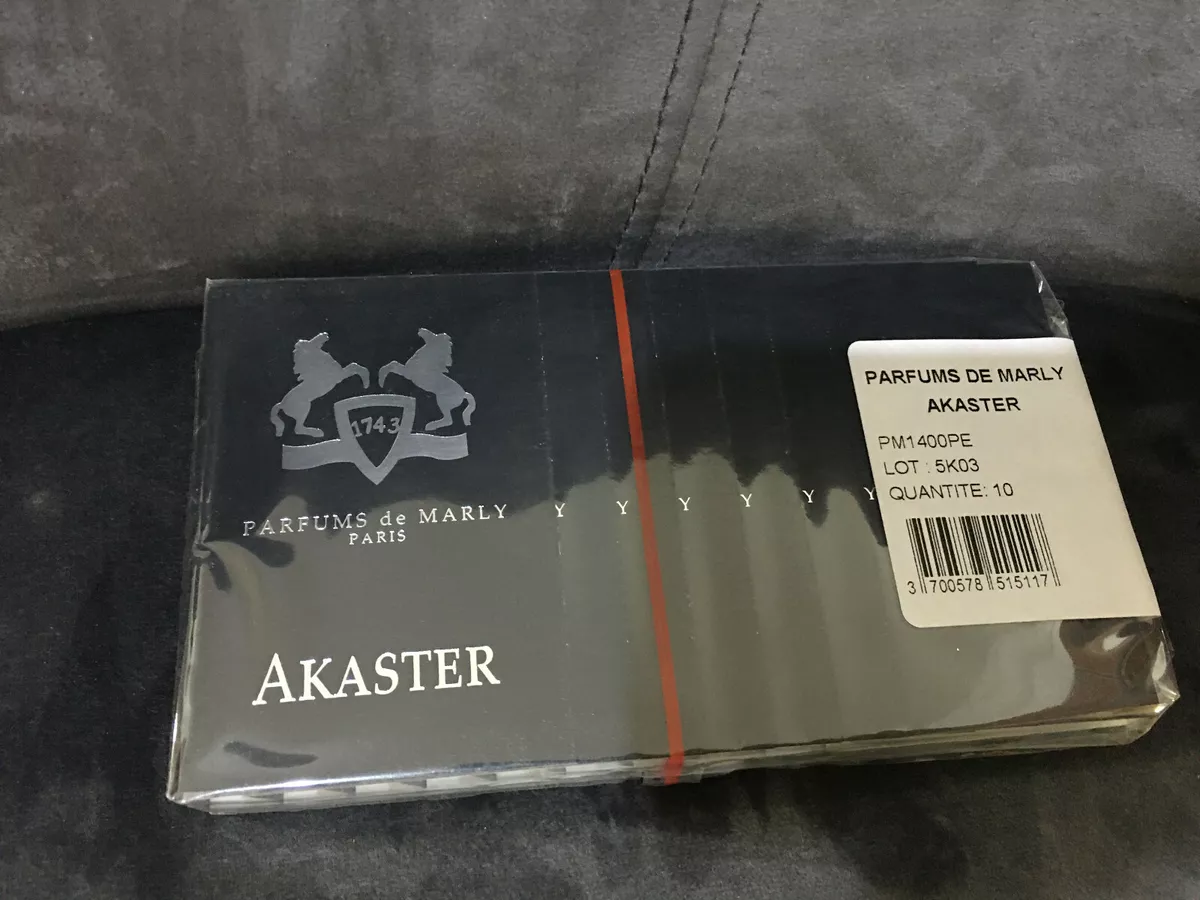 1743
PARFUMS de MARLY Y Y Y Y Y Y
PARIS
AKASTER
PARFUMS DE MARLY
AKASTER
PM1400PE
LOT : 5K03
QUANTITE: 10
3 700578 515117